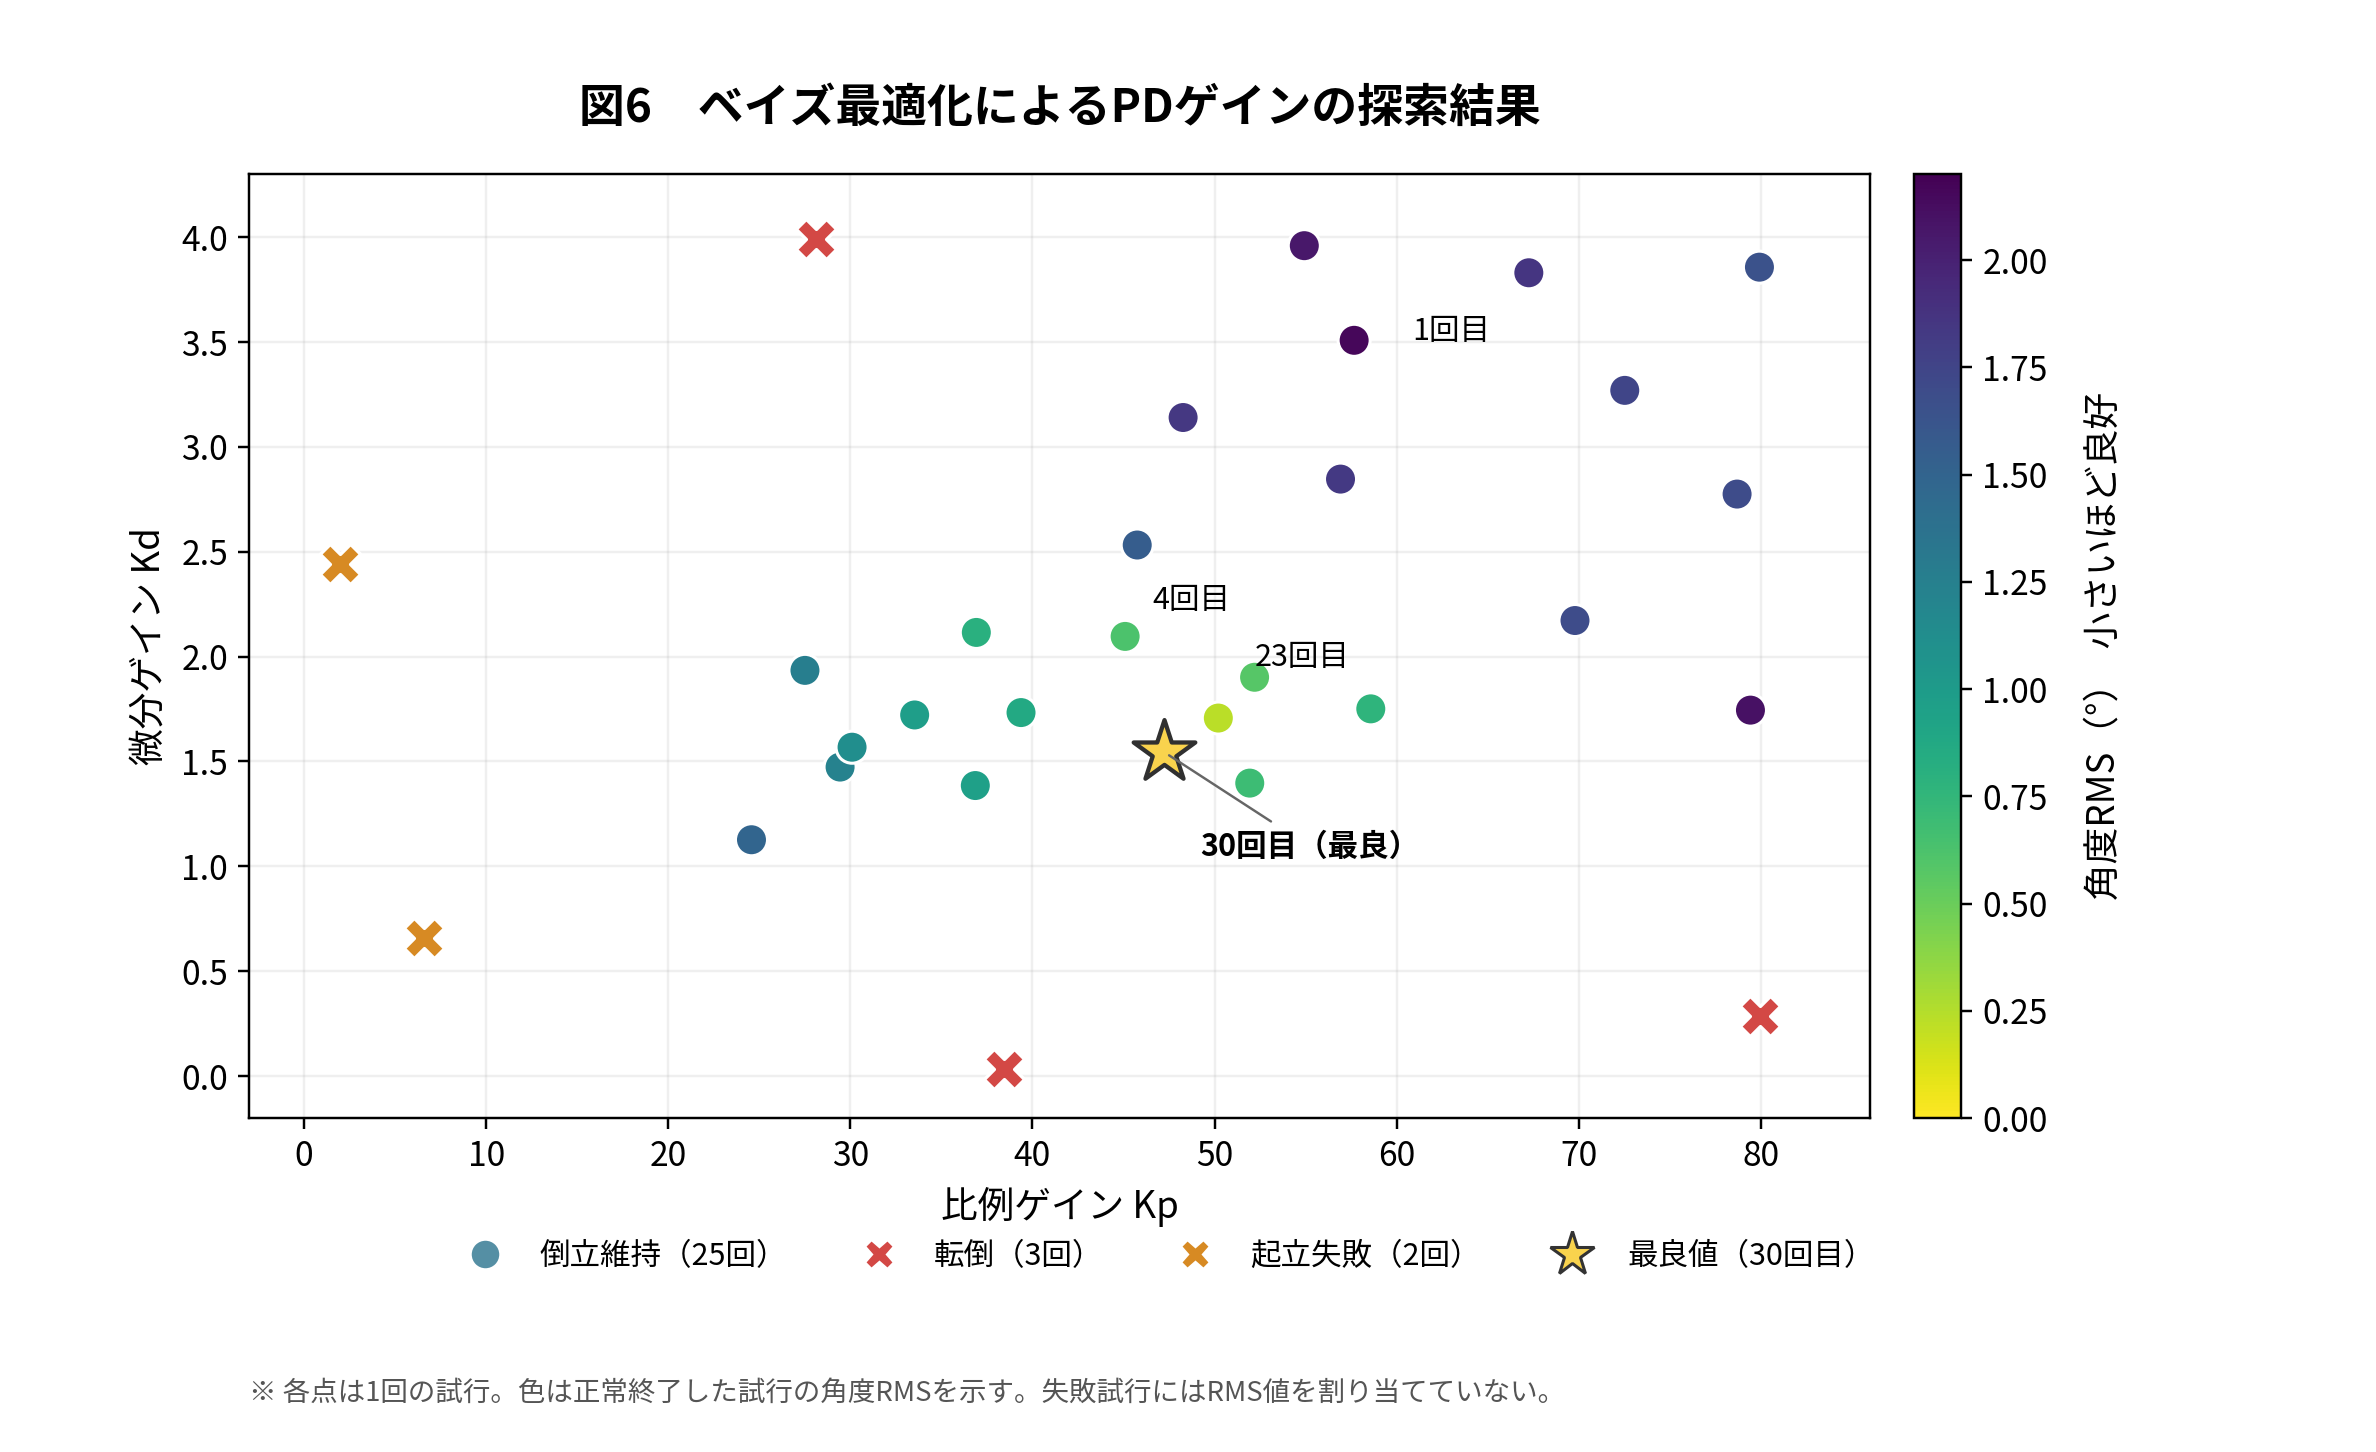 図6　ベイズ最適化によるPDゲインの探索結果
微分ゲイン Kd
4.0
3.5
3.0
2.5
2.0
1.5
1.0
0.5
0.0
1回目
4回目
23回目
30回目（最良）
0 10 20 30 40 50 60 70 80
比例ゲイン Kp
2.00
1.75
1.50
1.25
1.00
0.75
0.50
0.25
0.00
角度RMS（°） 小さいほど良好
倒立維持（25回） 転倒（3回） 起立失敗（2回） 最良値（30回目）
※ 各点は1回の試行。色は正常終了した試行の角度RMSを示す。失敗試行にはRMS値を割り当てていない。